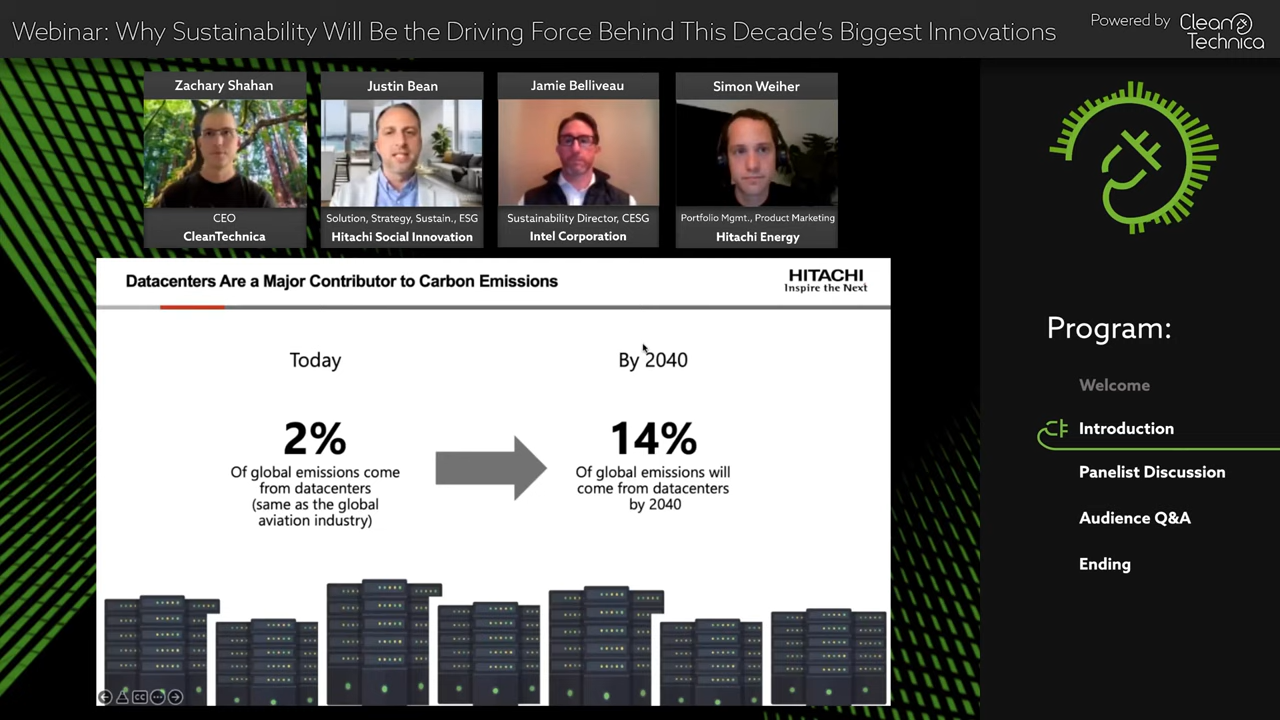 Webinar: Why Sustainability Will Be the Driving Force Behind This Decade's Biggest Innovations
Powered by
CleanTechnica
Zachary Shahan
CEO
CleanTechnica
Justin Bean
Solution, Strategy, Sustain., ESG
Hitachi Social Innovation
Jamie Belliveau
Sustainability Director, CESG
Intel Corporation
Simon Weiher
Portfolio Mgmt., Product Marketing
Hitachi Energy
Datacenters Are a Major Contributor to Carbon Emissions
HITACHI
Inspire the Next
Today
2%
Of global emissions come
from datacenters
(same as the global
aviation industry)
By 2040
14%
Of global emissions will
come from datacenters
by 2040
CC
Program:
Welcome
Introduction
Panelist Discussion
Audience Q&A
Ending